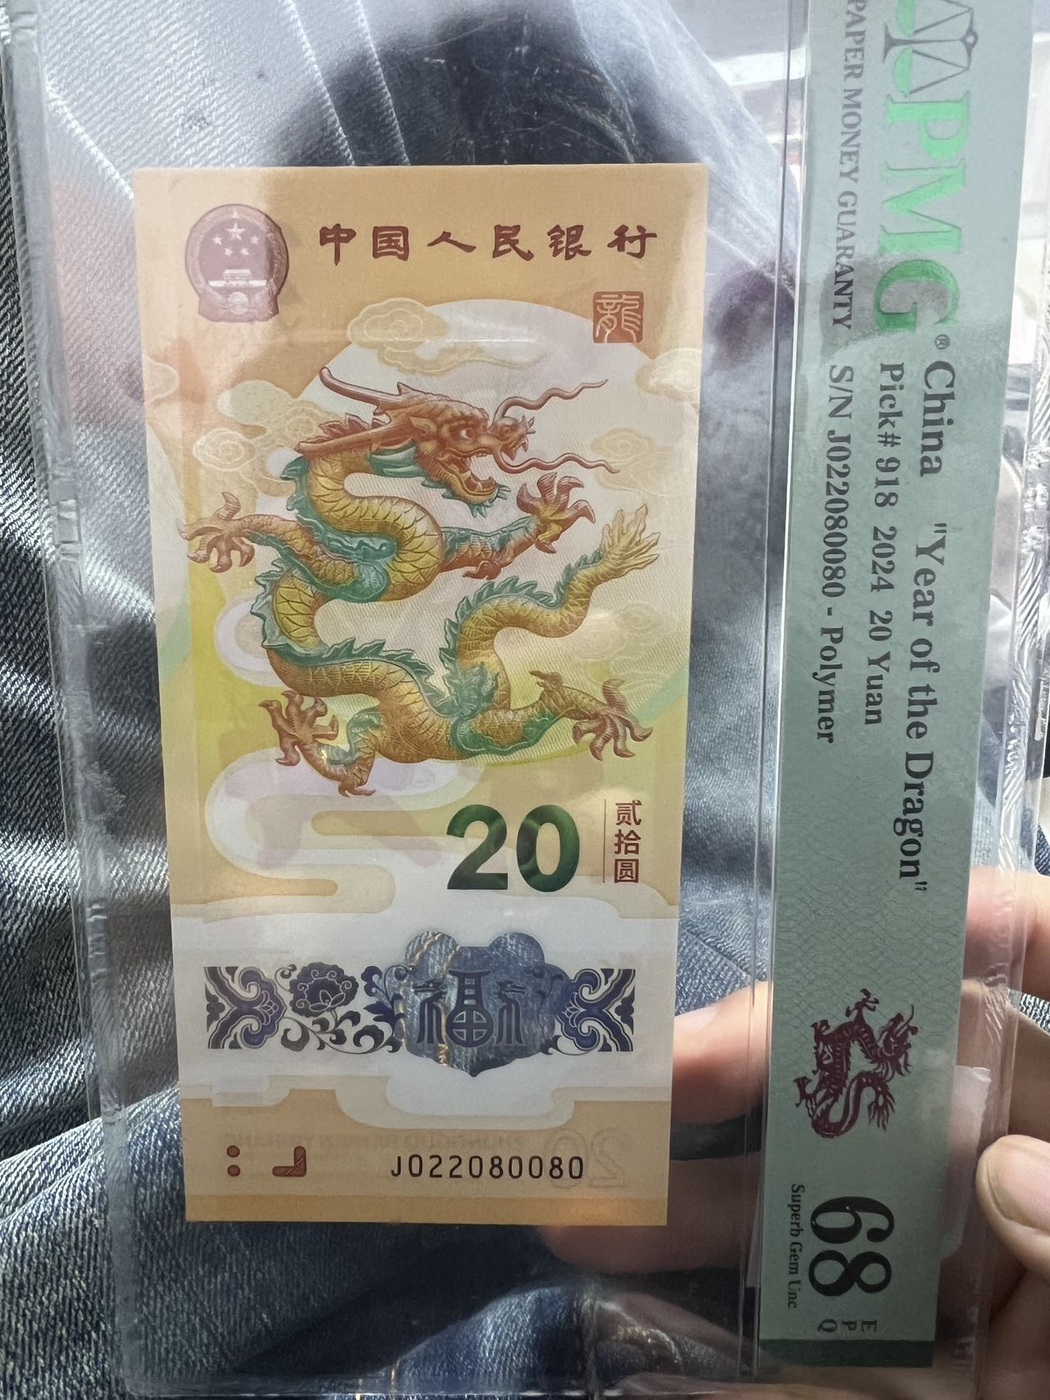 中国人民银行
龍
20
贰拾圆
福
J022080080
PMG®
PAPER MONEY GUARANTY
China "Year of the Dragon"
Pick# 918 2024 20 Yuan
S/N J022080080 - Polymer
68 EPQ
Superb Gem Unc